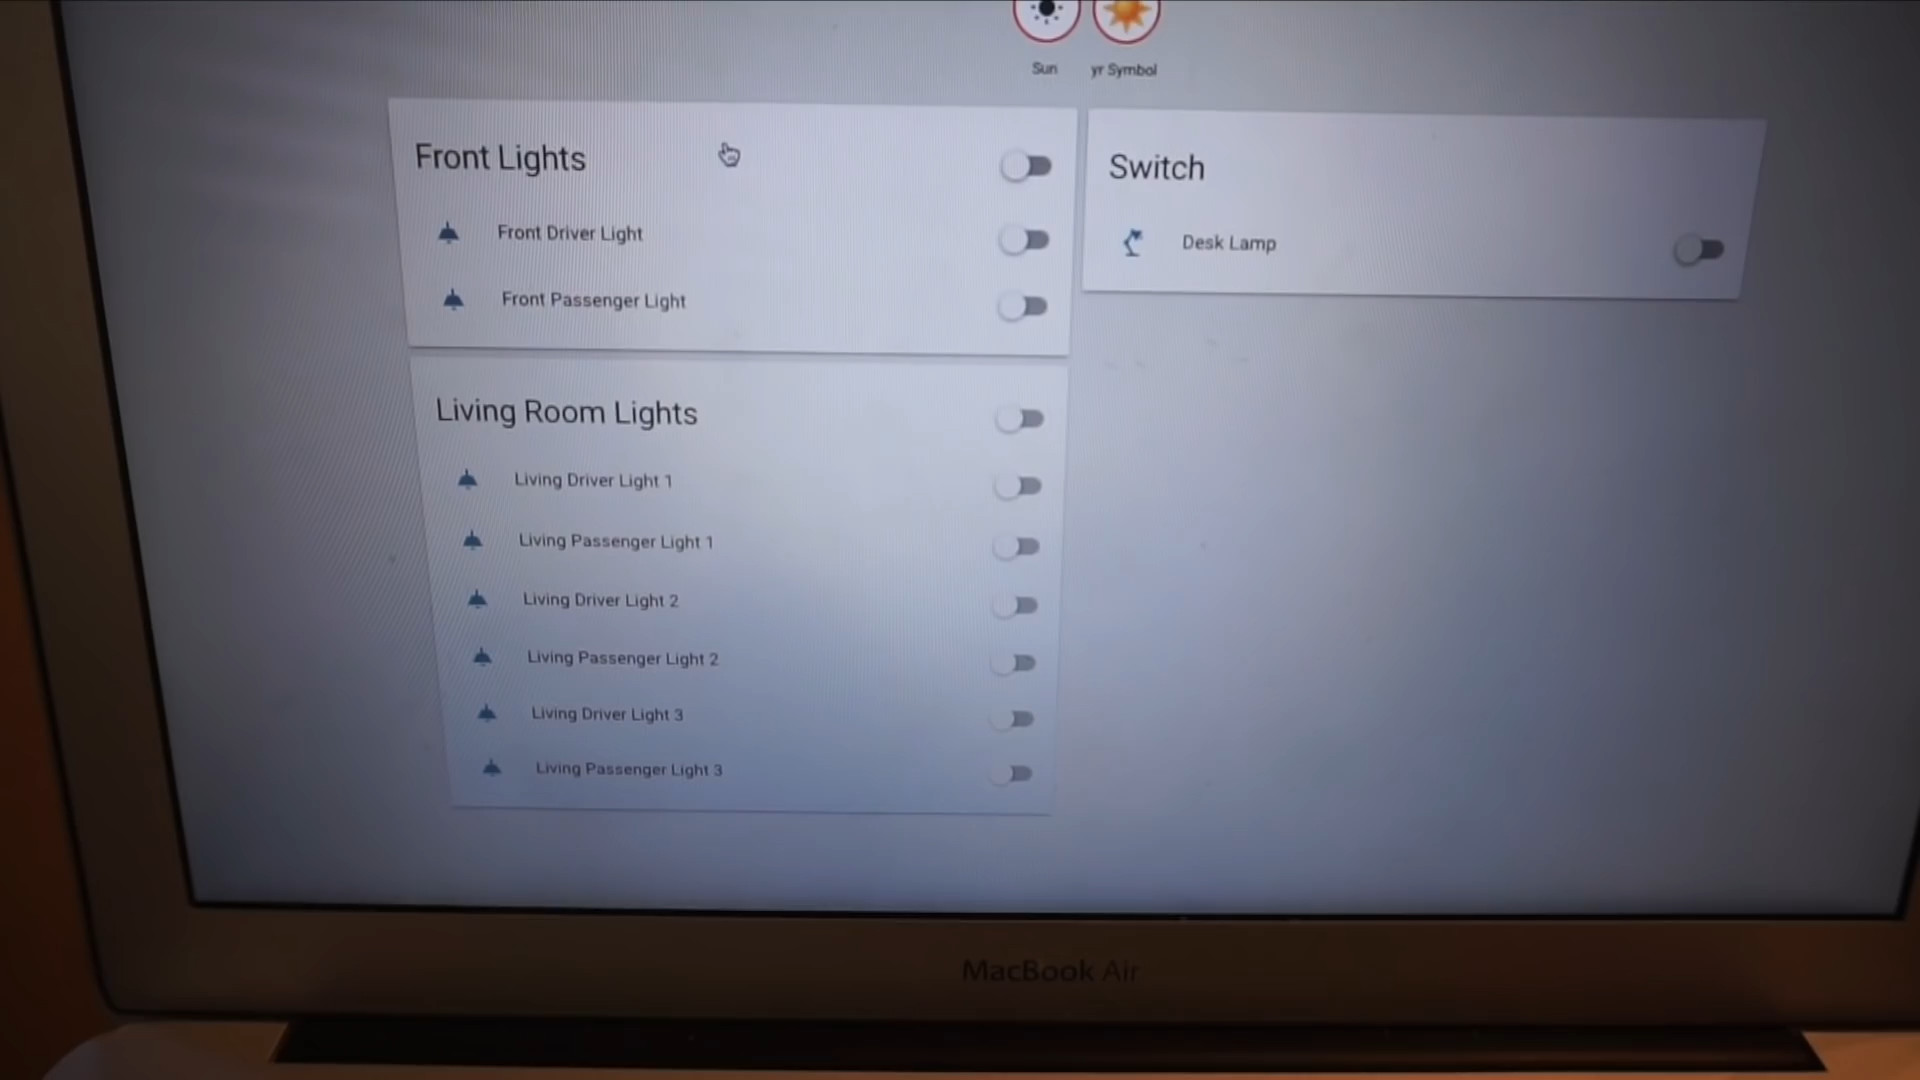 Sun
yr Symbol
Front Lights
Front Driver Light
Front Passenger Light
Living Room Lights
Living Driver Light 1
Living Passenger Light 1
Living Driver Light 2
Living Passenger Light 2
Living Driver Light 3
Living Passenger Light 3
Switch
Desk Lamp
MacBook Air